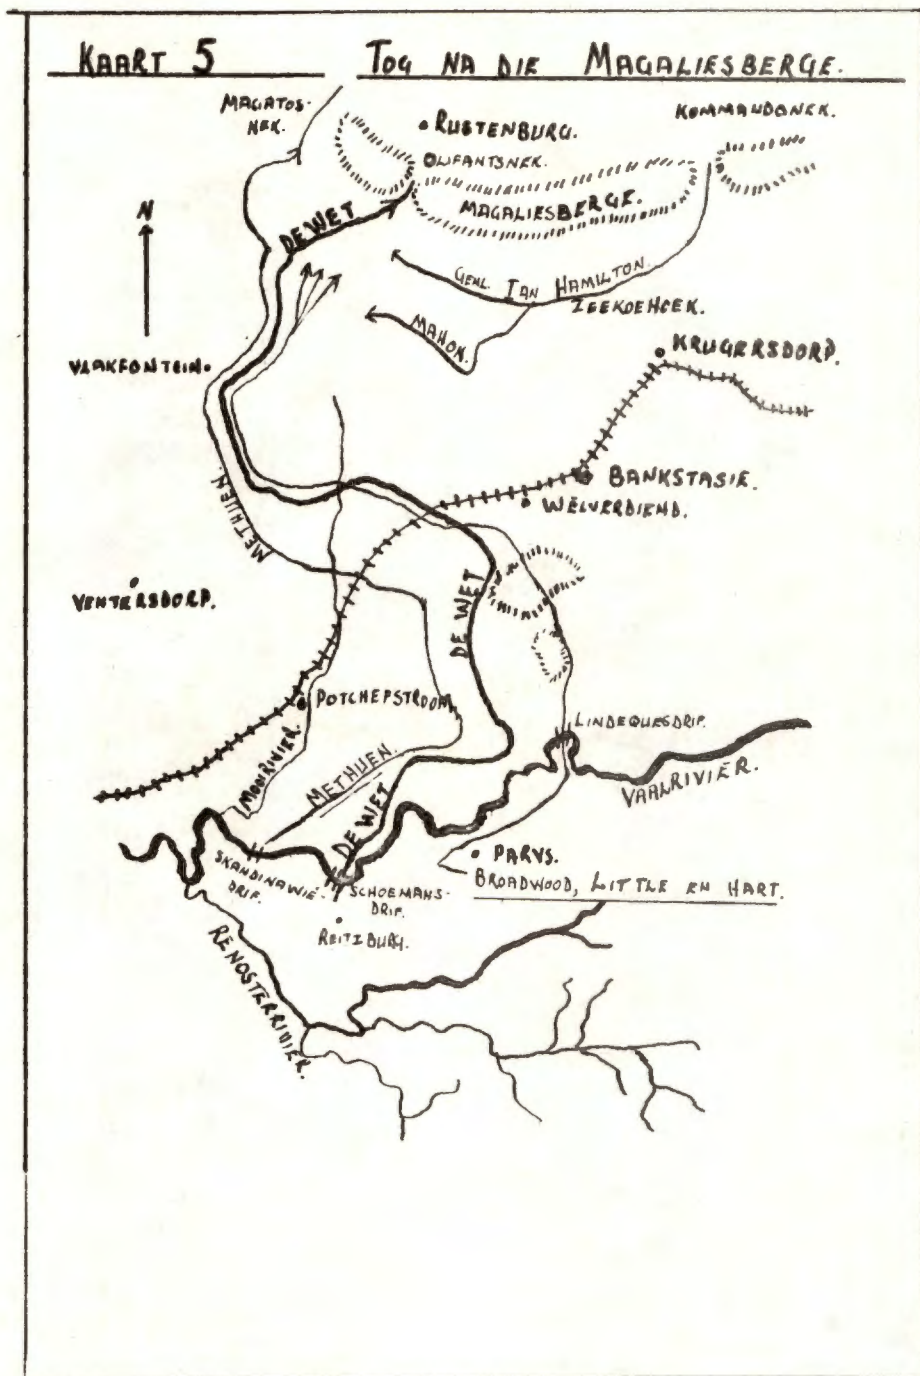 KAART 5
TOG NA DIE MAGALIESBERGE.
MAGATOS-
NEK.
KOMMANDONEK.
RUSTENBURG.
OLIFANTSNEK.
MAGALIESBERGE.
N
DE WET
GENL. IAN HAMILTON.
ZEEKOEHOEK.
MAHON.
KRUGERSDORP.
VLAKFONTEIN.
BANKSTASIE.
WELVERDIEND.
METHUEN
DE WET
VENTERSDORP.
POTCHEFSTROOM
LINDEQUESDRIF.
MOOIRIVIER.
METHUEN.
VAALRIVIER.
DE WET
PARYS.
BROADWOOD, LITTLE EN HART.
SKANDINAWIË-
DRIF.
SCHOEMANS-
DRIF.
REITZBURG.
RENOSTERRIVIER.